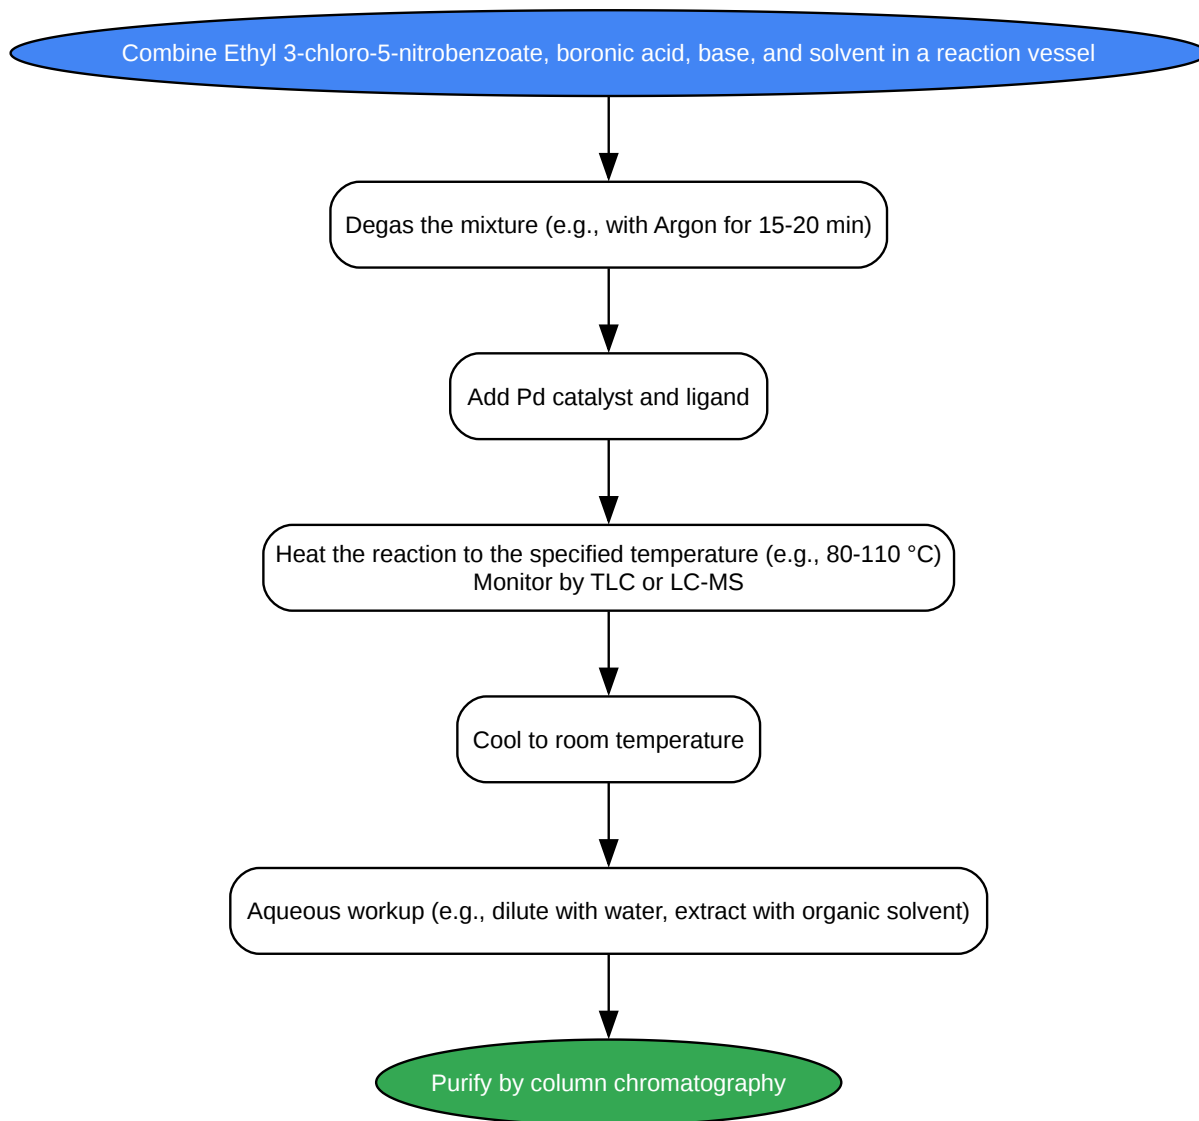 Combine Ethyl 3-chloro-5-nitrobenzoate, boronic acid, base, and solvent in a reaction vessel
Degas the mixture (e.g., with Argon for 15-20 min)
Add Pd catalyst and ligand
Heat the reaction to the specified temperature (e.g., 80-110 °C)
Monitor by TLC or LC-MS
Cool to room temperature
Aqueous workup (e.g., dilute with water, extract with organic solvent)
Purify by column chromatography